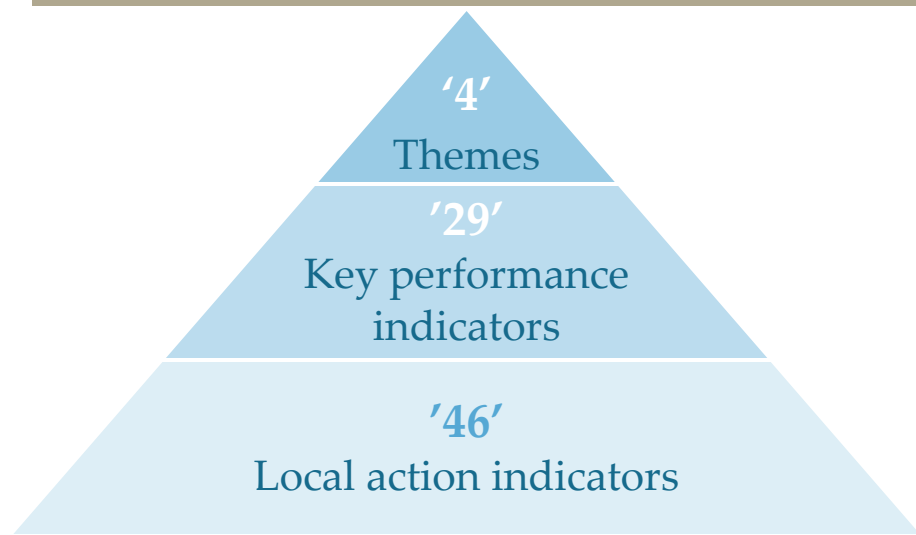 ‘4’
Themes
’29’
Key performance
indicators
’46’
Local action indicators